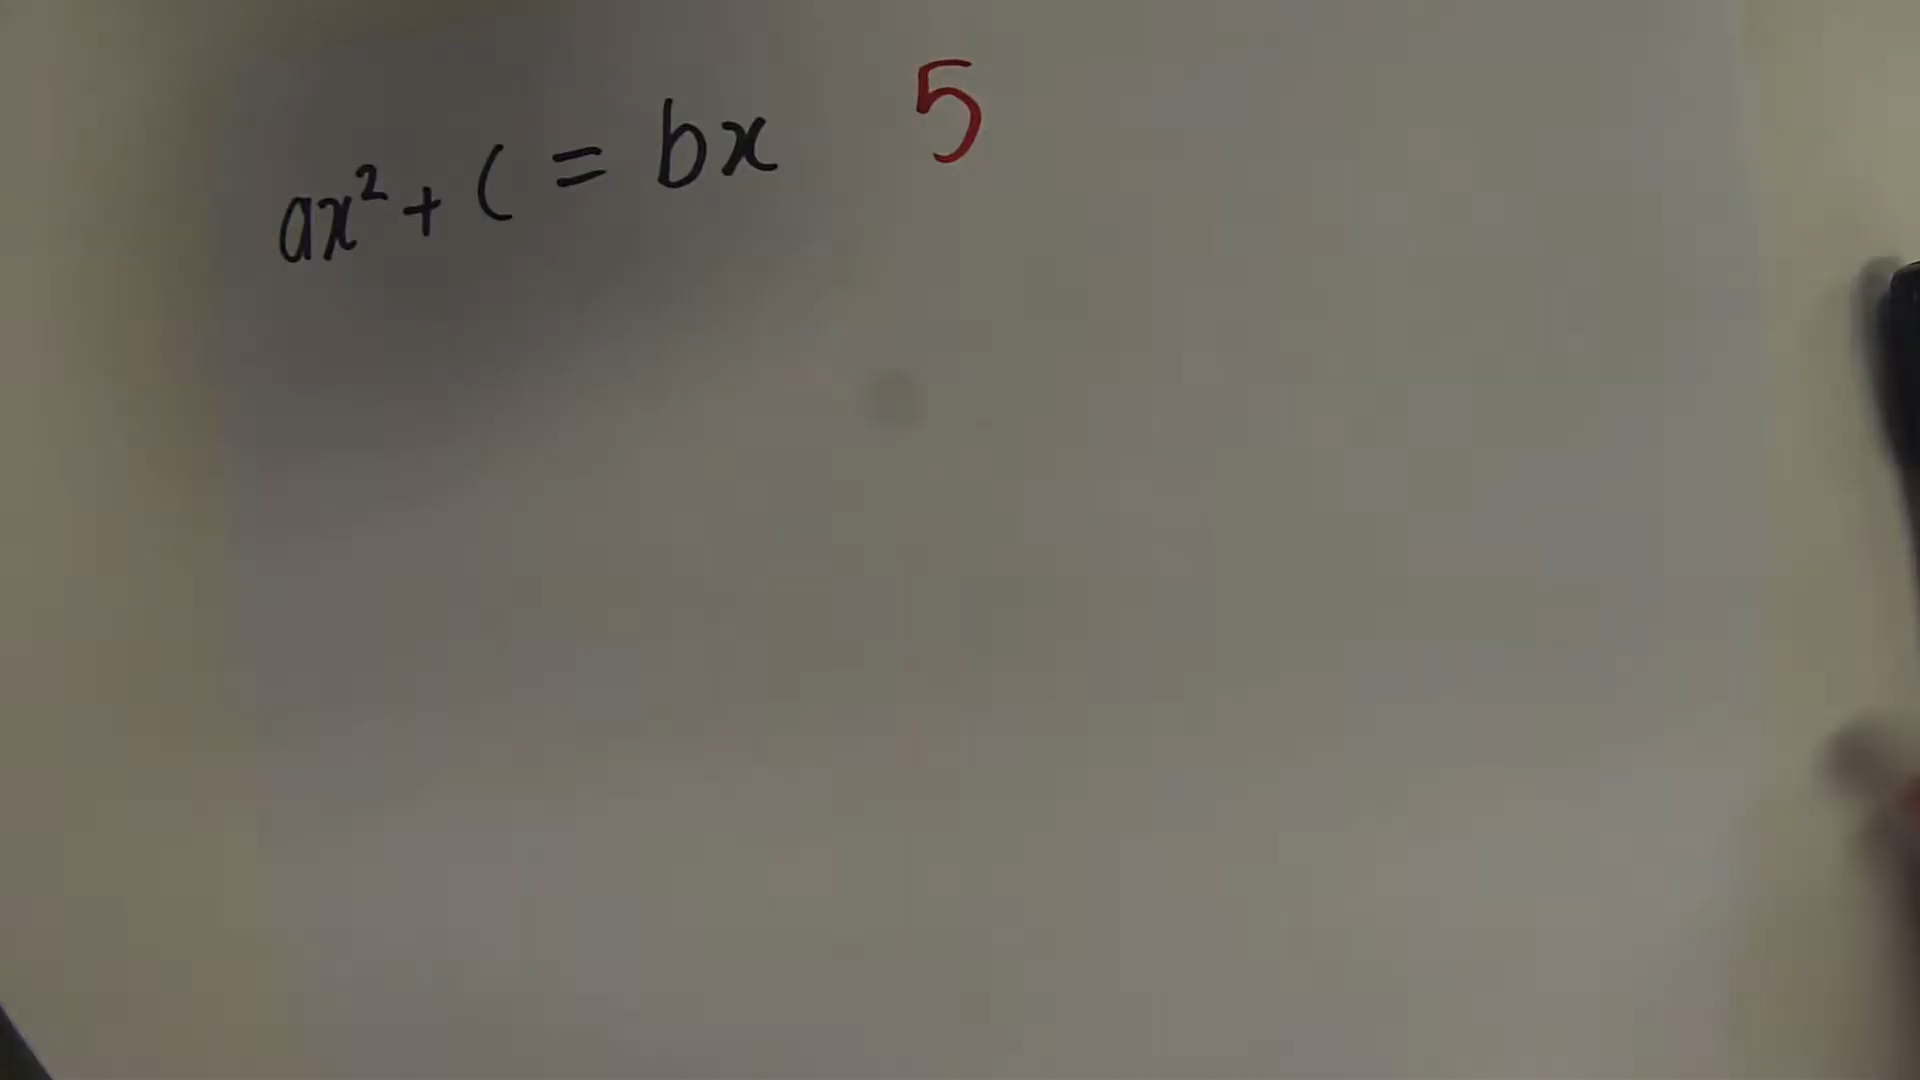 ax² + c = bx 5